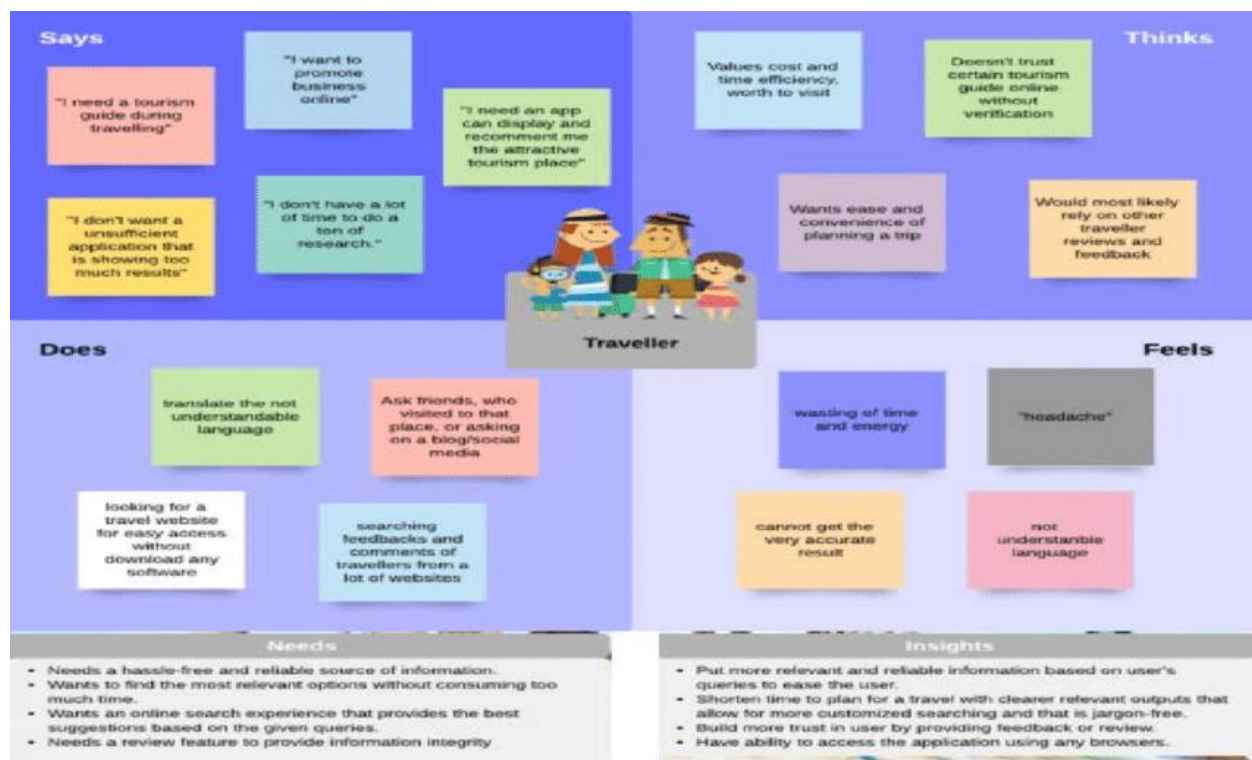 Says
"I need a tourism
guide during
travelling"
"I want to
promote
business
online"
"I need an app
can display and
recomment me
the attractive
tourism place"
"I don't want a
unsufficient
application that
is showing too
much results"
"I don't have a lot
of time to do a
ton of
research."
Thinks
Values cost and
time efficiency,
worth to visit
Doesn't trust
certain tourism
guide online
without
verification
Wants ease and
convenience of
planning a trip
Would most likely
rely on other
traveller
reviews and
feedback
Traveller
Does
translate the not
understandable
language
Ask friends, who
visited to that
place, or asking
on a blog/social
media
looking for a
travel website
for easy access
without
download any
software
searching
feedbacks and
comments of
travellers from a
lot of websites
Feels
wasting of time
and energy
"headache"
cannot get the
very accurate
result
not
understanble
language
Needs
• Needs a hassle-free and reliable source of information.
• Wants to find the most relevant options without consuming too
much time.
• Wants an online search experience that provides the best
suggestions based on the given queries.
• Needs a review feature to provide information integrity
Insights
• Put more relevant and reliable information based on user's
queries to ease the user.
• Shorten time to plan for a travel with clearer relevant outputs that
allow for more customized searching and that is jargon-free.
• Build more trust in user by providing feedback or review.
• Have ability to access the application using any browsers.